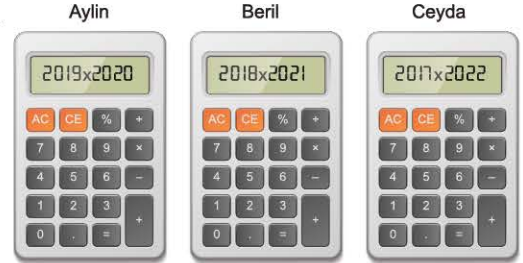 Aylin
2019x2020
AC CE % ÷
7 8 9 ×
4 5 6 –
1 2 3 +
0 . =
Beril
2018x2021
AC CE % ÷
7 8 9 ×
4 5 6 –
1 2 3 +
0 . =
Ceyda
2017x2022
AC CE % ÷
7 8 9 ×
4 5 6 –
1 2 3 +
0 . =